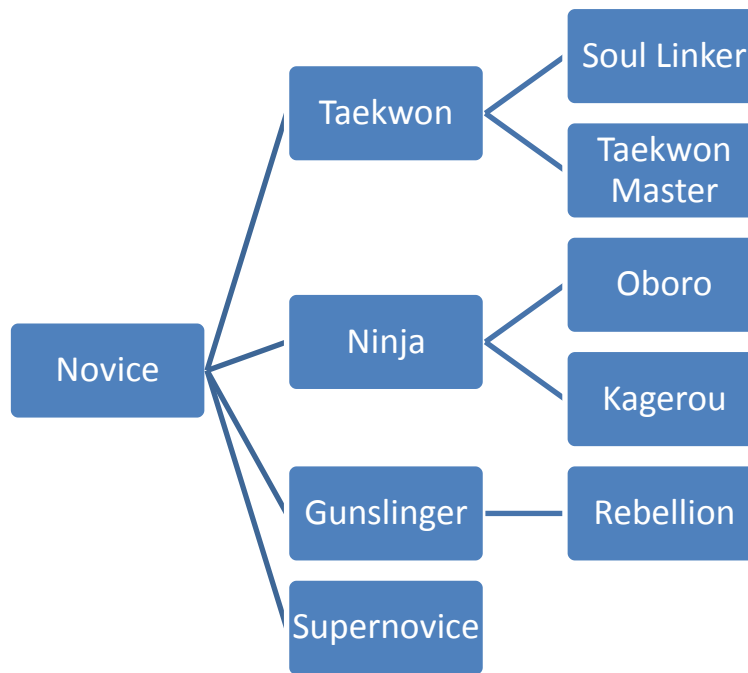 Novice
Taekwon
Soul Linker
Taekwon
Master
Ninja
Oboro
Kagerou
Gunslinger
Rebellion
Supernovice